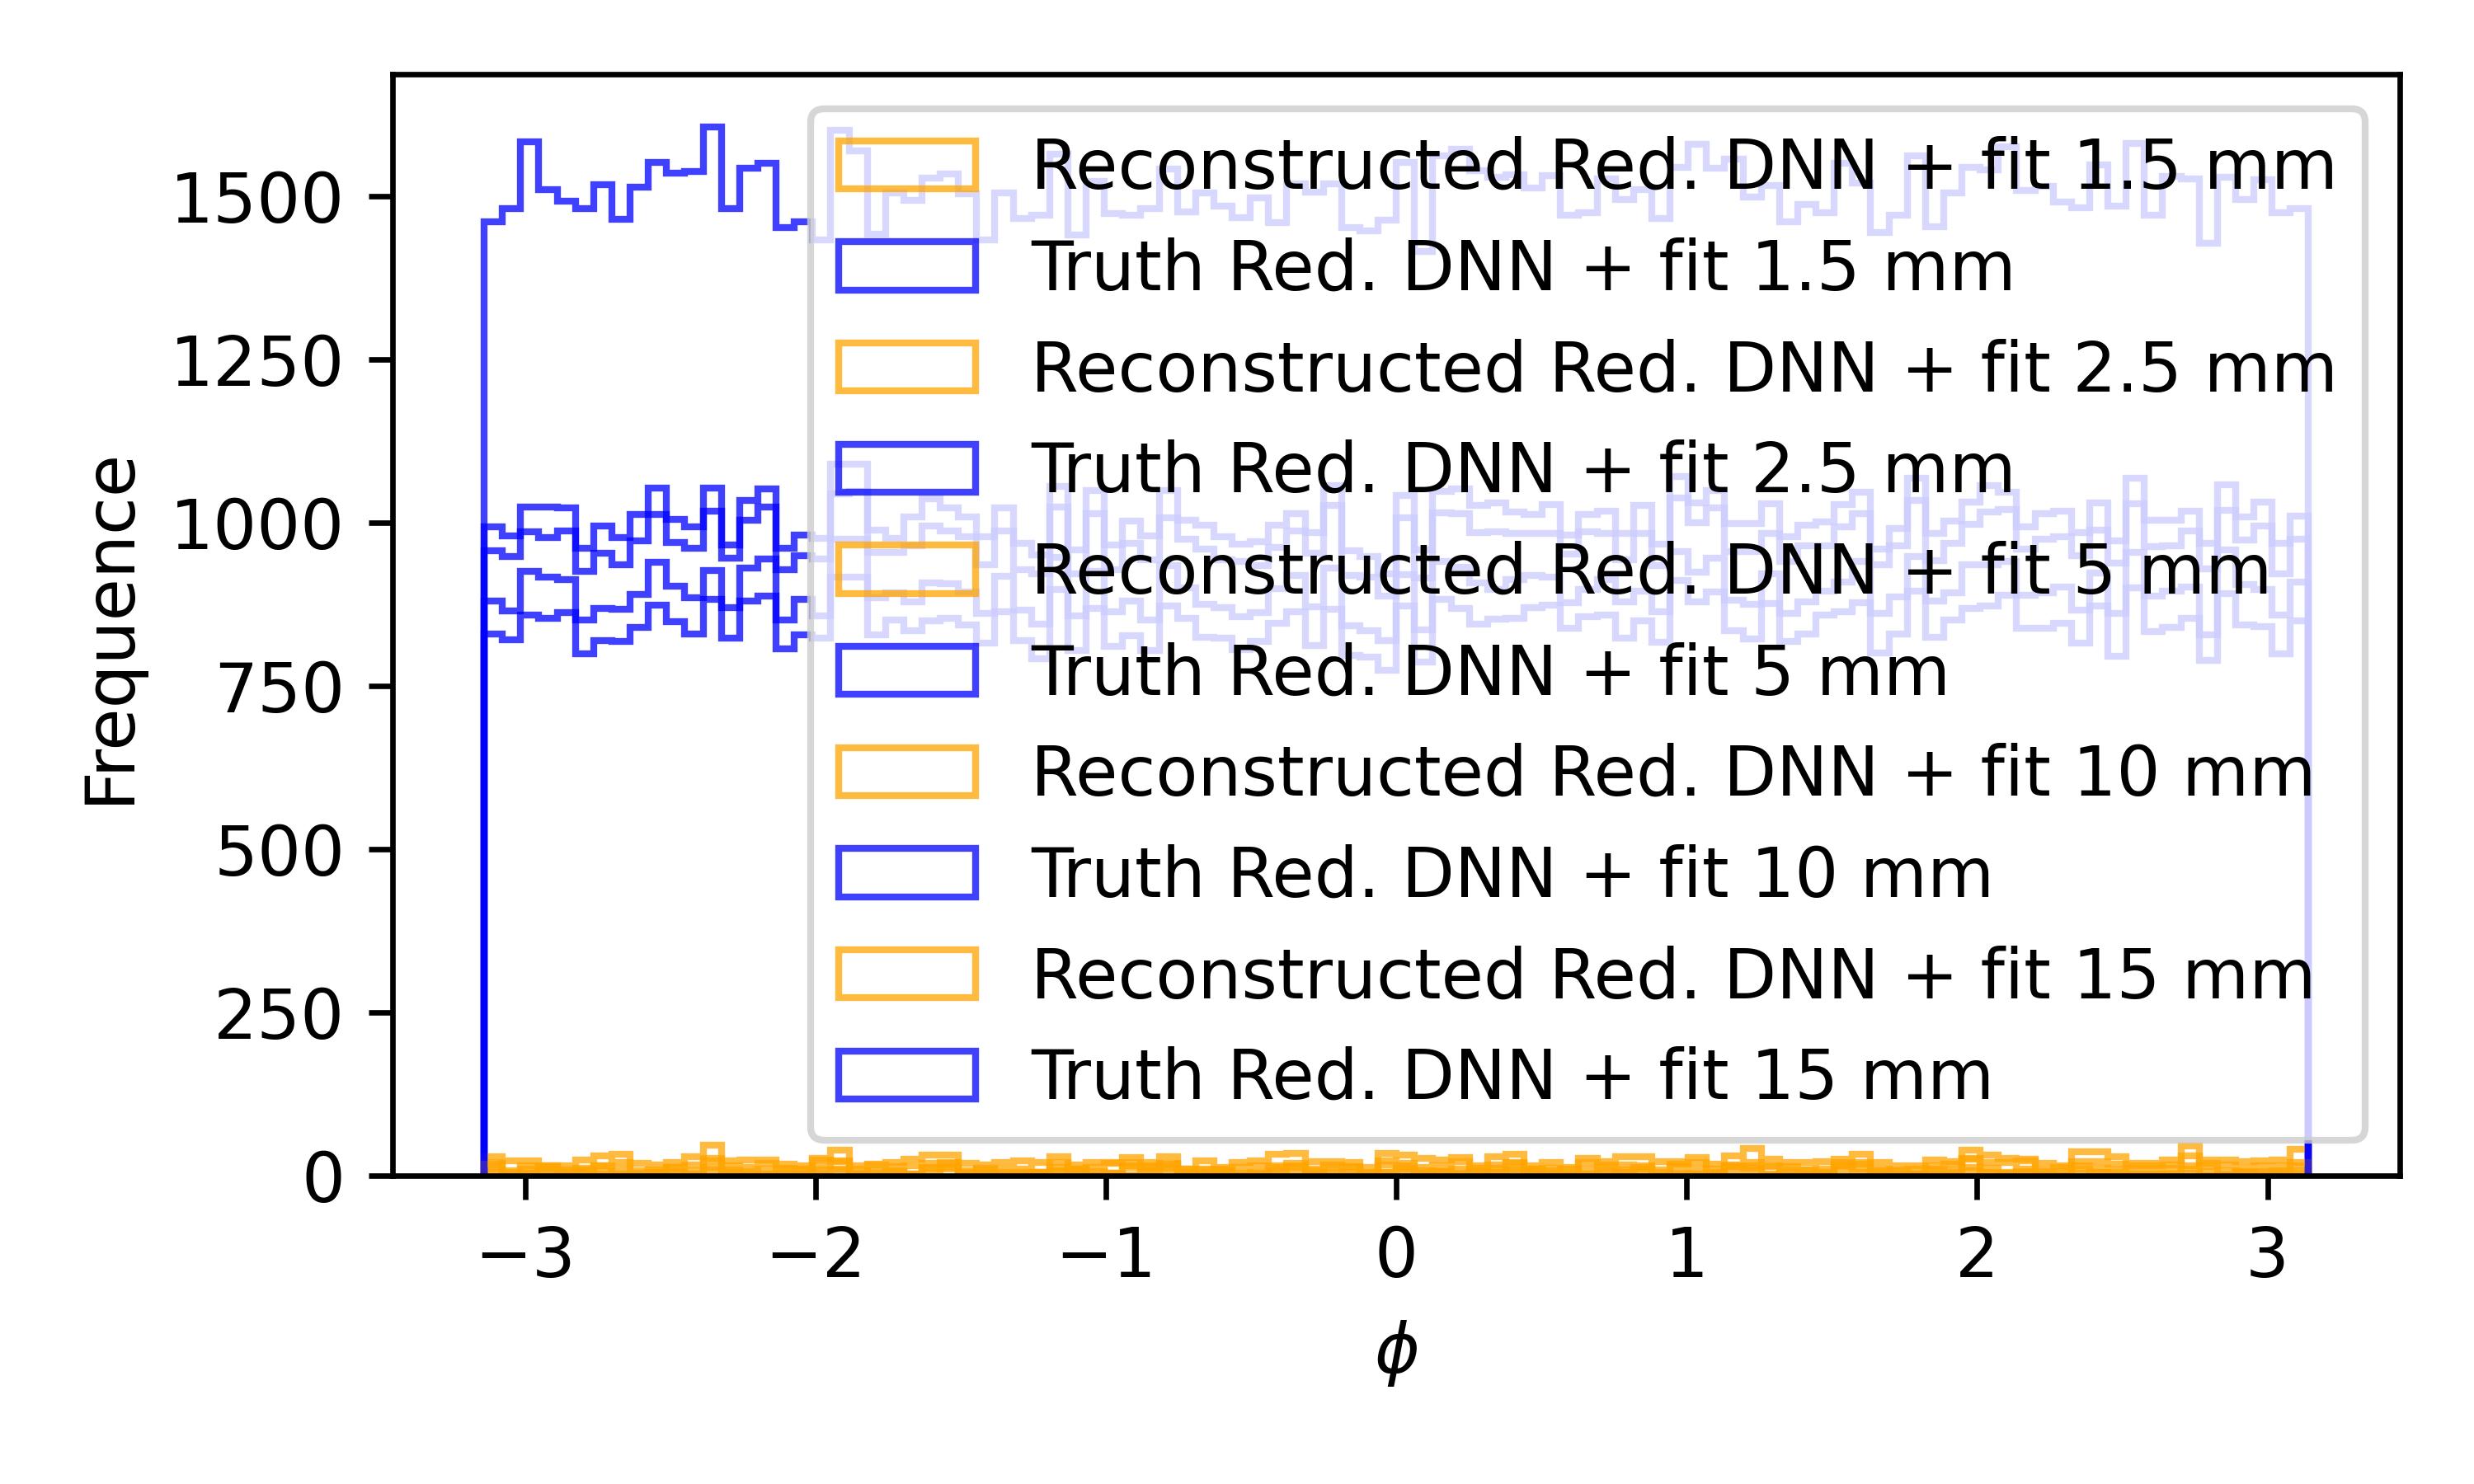 Reconstructed Red. DNN + fit 1.5 mm
Truth Red. DNN + fit 1.5 mm
Reconstructed Red. DNN + fit 2.5 mm
Truth Red. DNN + fit 2.5 mm
Reconstructed Red. DNN + fit 5 mm
Truth Red. DNN + fit 5 mm
Reconstructed Red. DNN + fit 10 mm
Truth Red. DNN + fit 10 mm
Reconstructed Red. DNN + fit 15 mm
Truth Red. DNN + fit 15 mm
Frequence
1500
1250
1000
750
500
250
0
−3 −2 −1 0 1 2 3
ϕ